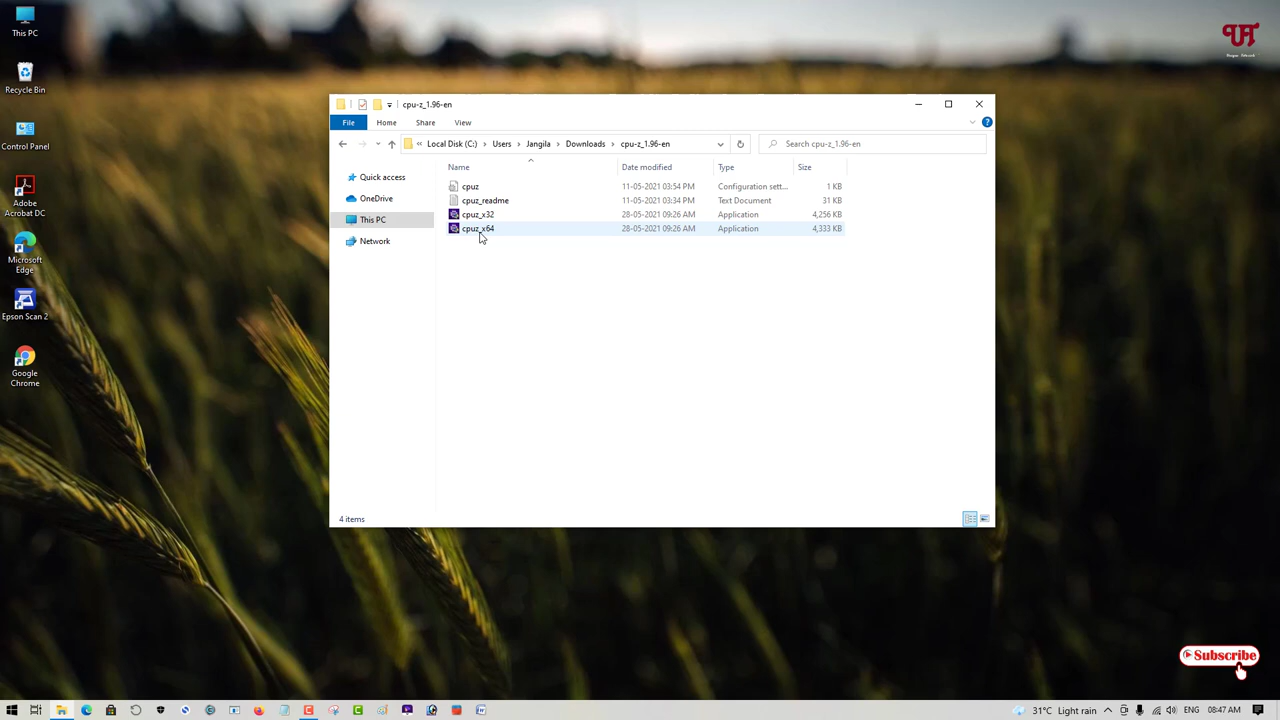 This PC
Recycle Bin
Control Panel
Adobe
Acrobat DC
Microsoft
Edge
Epson Scan 2
Google
Chrome
cpu-z_1.96-en
File Home Share View
Local Disk (C:) Users Jangila Downloads cpu-z_1.96-en
Search cpu-z_1.96-en
Name Date modified Type Size
Quick access
OneDrive
This PC
Network
cpuz 11-05-2021 03:54 PM Configuration sett... 1 KB
cpuz_readme 11-05-2021 03:34 PM Text Document 31 KB
cpuz_x32 28-05-2021 09:26 AM Application 4,256 KB
cpuz_x64 28-05-2021 09:26 AM Application 4,333 KB
4 items
Subscribe
31°C Light rain
ENG 08:47 AM